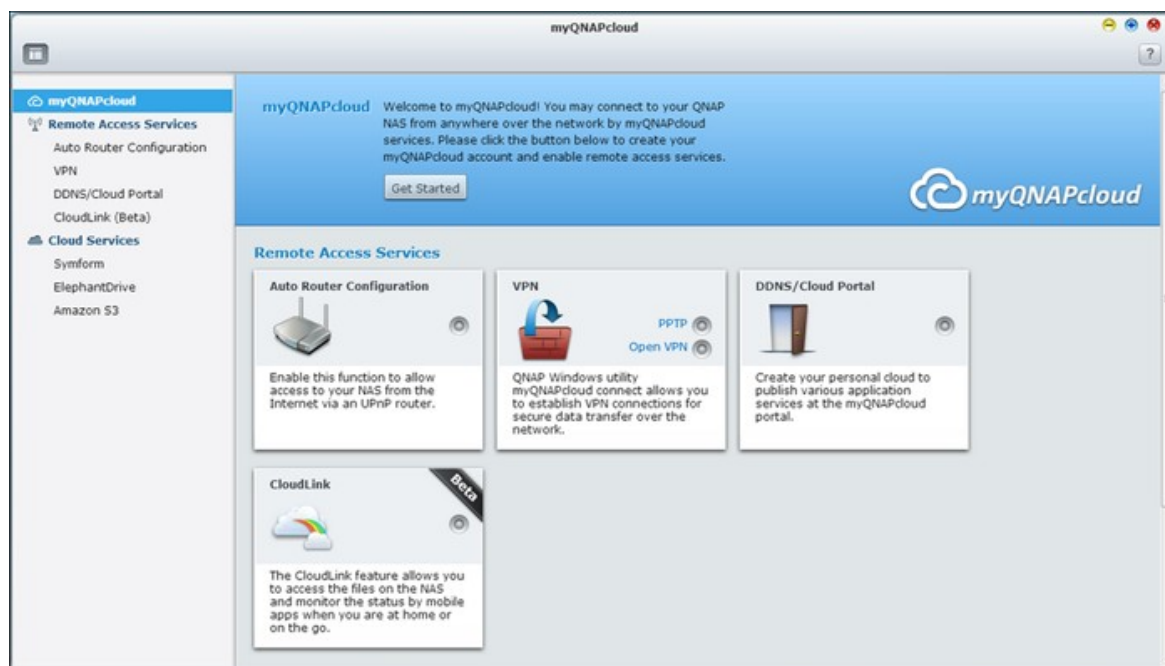 myQNAPcloud
?
myQNAPcloud
Remote Access Services
Auto Router Configuration
VPN
DDNS/Cloud Portal
CloudLink (Beta)
Cloud Services
Symform
ElephantDrive
Amazon S3
myQNAPcloud
Welcome to myQNAPcloud! You may connect to your QNAP
NAS from anywhere over the network by myQNAPcloud
services. Please click the button below to create your
myQNAPcloud account and enable remote access services.
Get Started
myQNAPcloud
Remote Access Services
Auto Router Configuration
Enable this function to allow
access to your NAS from the
Internet via an UPnP router.
VPN
PPTP
Open VPN
QNAP Windows utility
myQNAPcloud connect allows you
to establish VPN connections for
secure data transfer over the
network.
DDNS/Cloud Portal
Create your personal cloud to
publish various application
services at the myQNAPcloud
portal.
CloudLink
Beta
The CloudLink feature allows you
to access the files on the NAS
and monitor the status by mobile
apps when you are at home or
on the go.